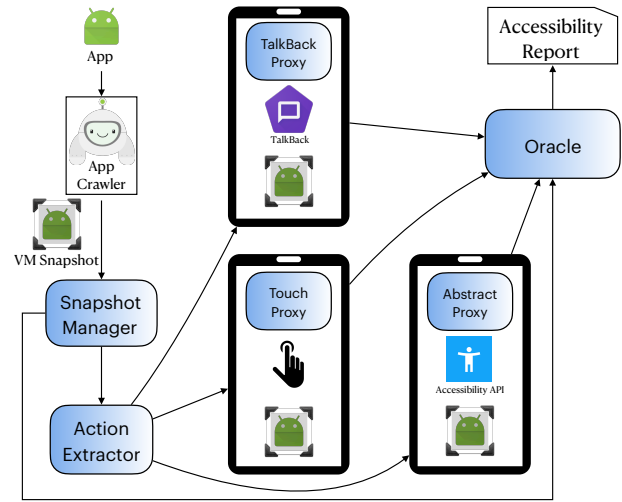 App
App
Crawler
VM Snapshot
Snapshot
Manager
Action
Extractor
TalkBack
Proxy
TalkBack
Touch
Proxy
Abstract
Proxy
Accessibility API
Accessibility
Report
Oracle